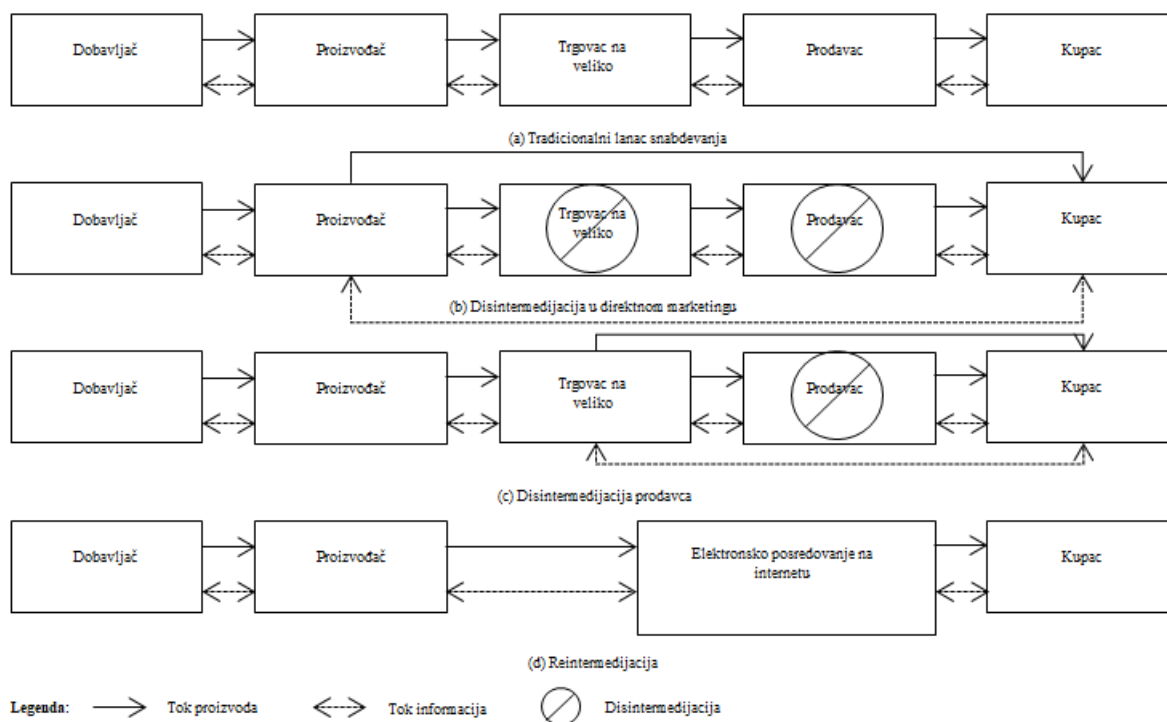 Dobavljač
Proizvođač
Trgovac na
veliko
Prodavac
Kupac
(a) Tradicionalni lanac snabdevanja
Dobavljač
Proizvođač
Trgovac na
veliko
Prodavac
Kupac
(b) Disintermedijacija u direktnom marketingu
Dobavljač
Proizvođač
Trgovac na
veliko
Prodavac
Kupac
(c) Disintermedijacija prodavca
Dobavljač
Proizvođač
Elektronsko posredovanje na
internetu
Kupac
(d) Reintermedijacija
Legenda: Tok proizvoda Tok informacija Disintermedijacija